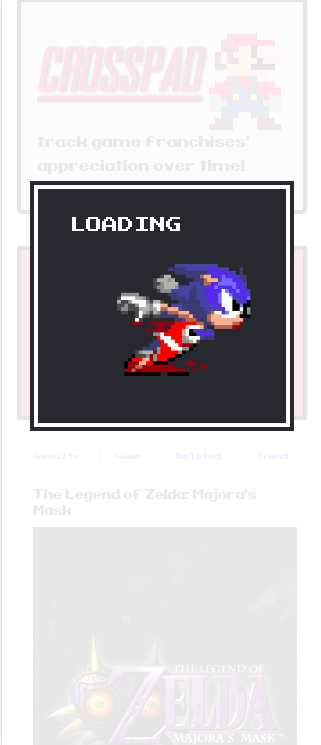 CROSSPAD
track game franchises'
appreciation over time!
LOADING
Results Game Related Trend
The Legend of Zelda: Majora's
Mask
THE LEGEND OF
ZELDA
MAJORA'S MASK™